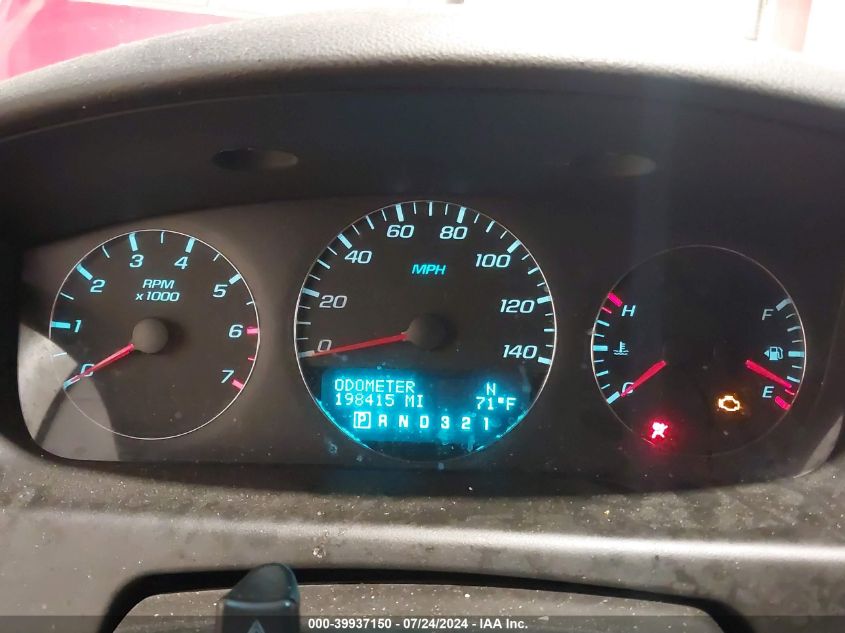 0 1 2 3 4 5 6 7
RPM
x1000
0 20 40 60 80 100 120 140
MPH
ODOMETER N
198415 MI 71°F
P R N D 3 2 1
H
C
F
E
000-39937150 - 07/24/2024 - IAA Inc.